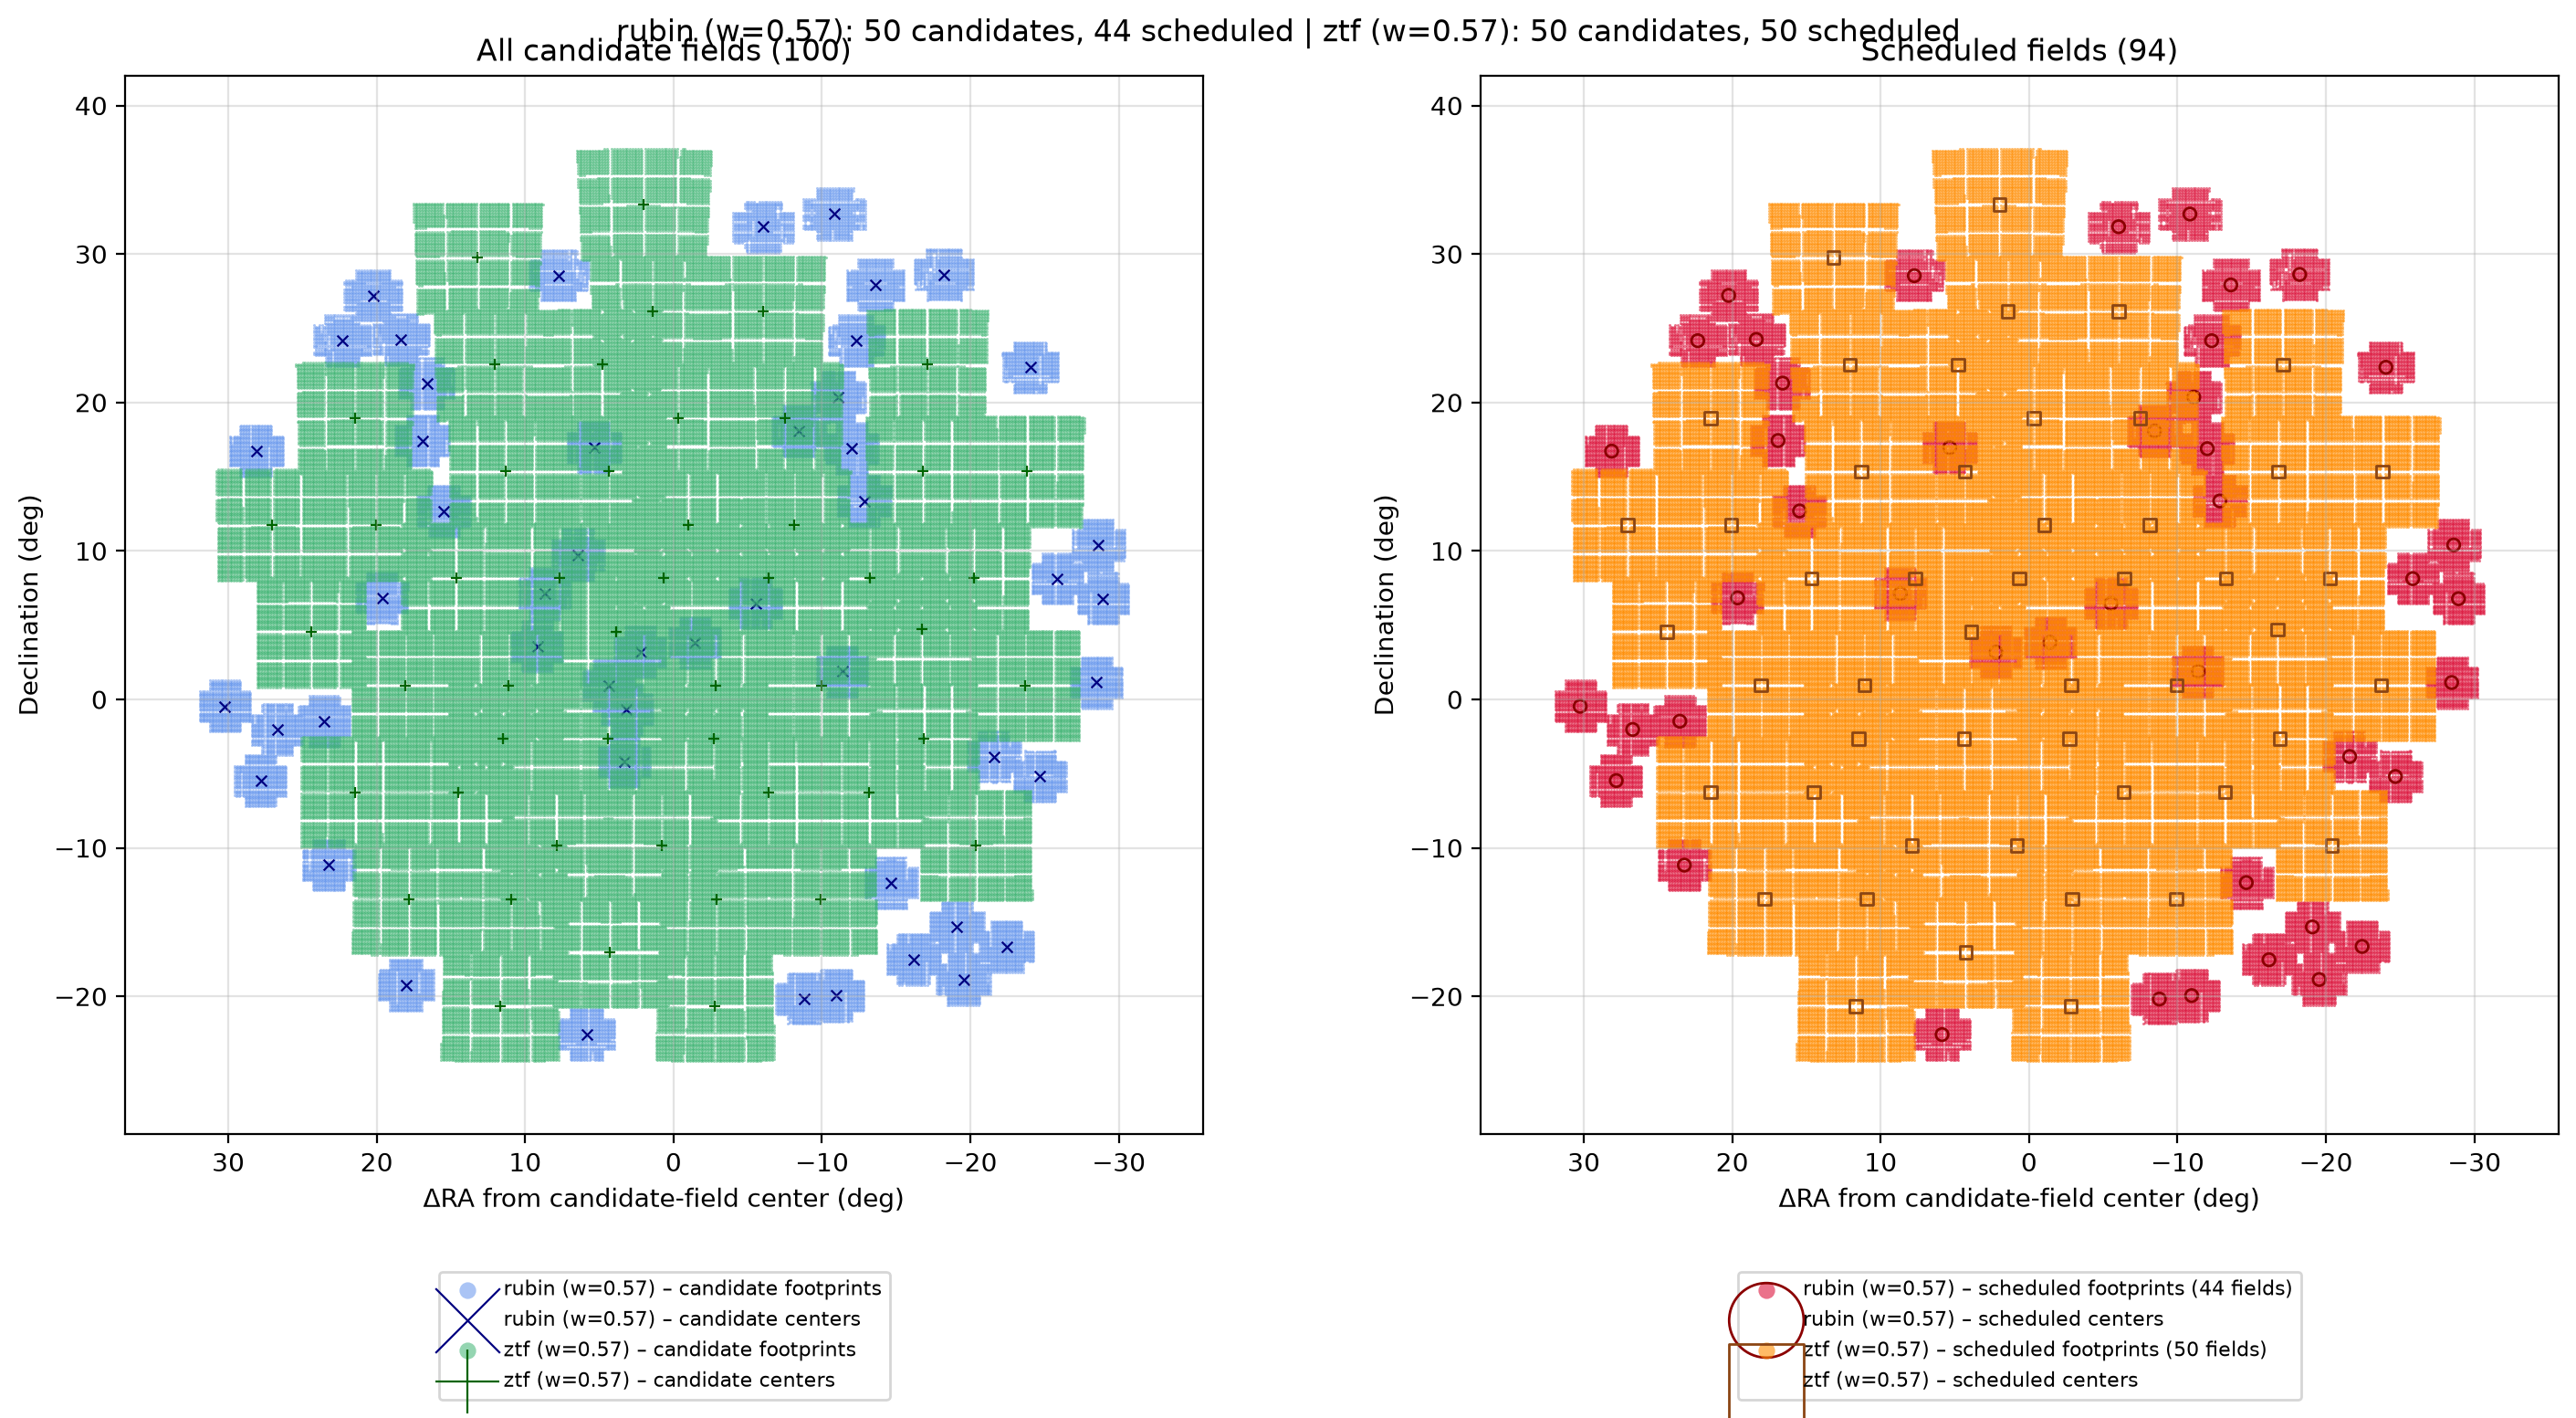 rubin (w=0.57): 50 candidates, 44 scheduled | ztf (w=0.57): 50 candidates, 50 scheduled
All candidate fields (100)
40
30
20
10
0
−10
−20
Declination (deg)
30 20 10 0 −10 −20 −30
ΔRA from candidate-field center (deg)
rubin (w=0.57) – candidate footprints
rubin (w=0.57) – candidate centers
ztf (w=0.57) – candidate footprints
ztf (w=0.57) – candidate centers
Scheduled fields (94)
40
30
20
10
0
−10
−20
Declination (deg)
30 20 10 0 −10 −20 −30
ΔRA from candidate-field center (deg)
rubin (w=0.57) – scheduled footprints (44 fields)
rubin (w=0.57) – scheduled centers
ztf (w=0.57) – scheduled footprints (50 fields)
ztf (w=0.57) – scheduled centers